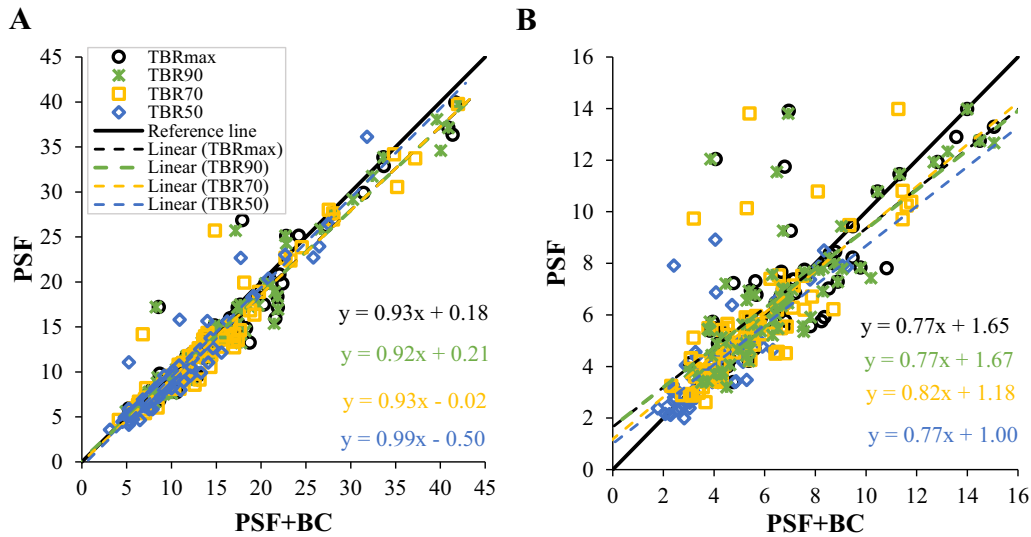 A
B
45
40
35
30
25
20
15
10
5
0
PSF
TBRmax
TBR90
TBR70
TBR50
Reference line
Linear (TBRmax)
Linear (TBR90)
Linear (TBR70)
Linear (TBR50)
y = 0.93x + 0.18
y = 0.92x + 0.21
y = 0.93x - 0.02
y = 0.99x - 0.50
0 5 10 15 20 25 30 35 40 45
PSF+BC
16
14
12
10
8
6
4
2
0
PSF
y = 0.77x + 1.65
y = 0.77x + 1.67
y = 0.82x + 1.18
y = 0.77x + 1.00
0 2 4 6 8 10 12 14 16
PSF+BC